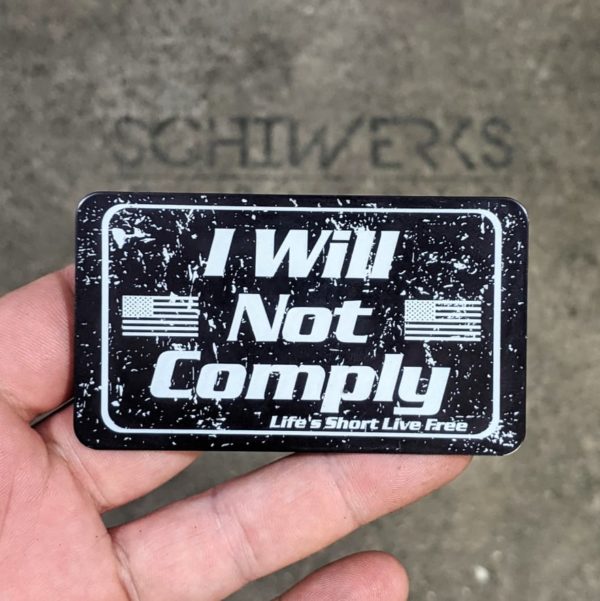 SCHIWERKS
I Will
Not
Comply
Life's Short Live Free